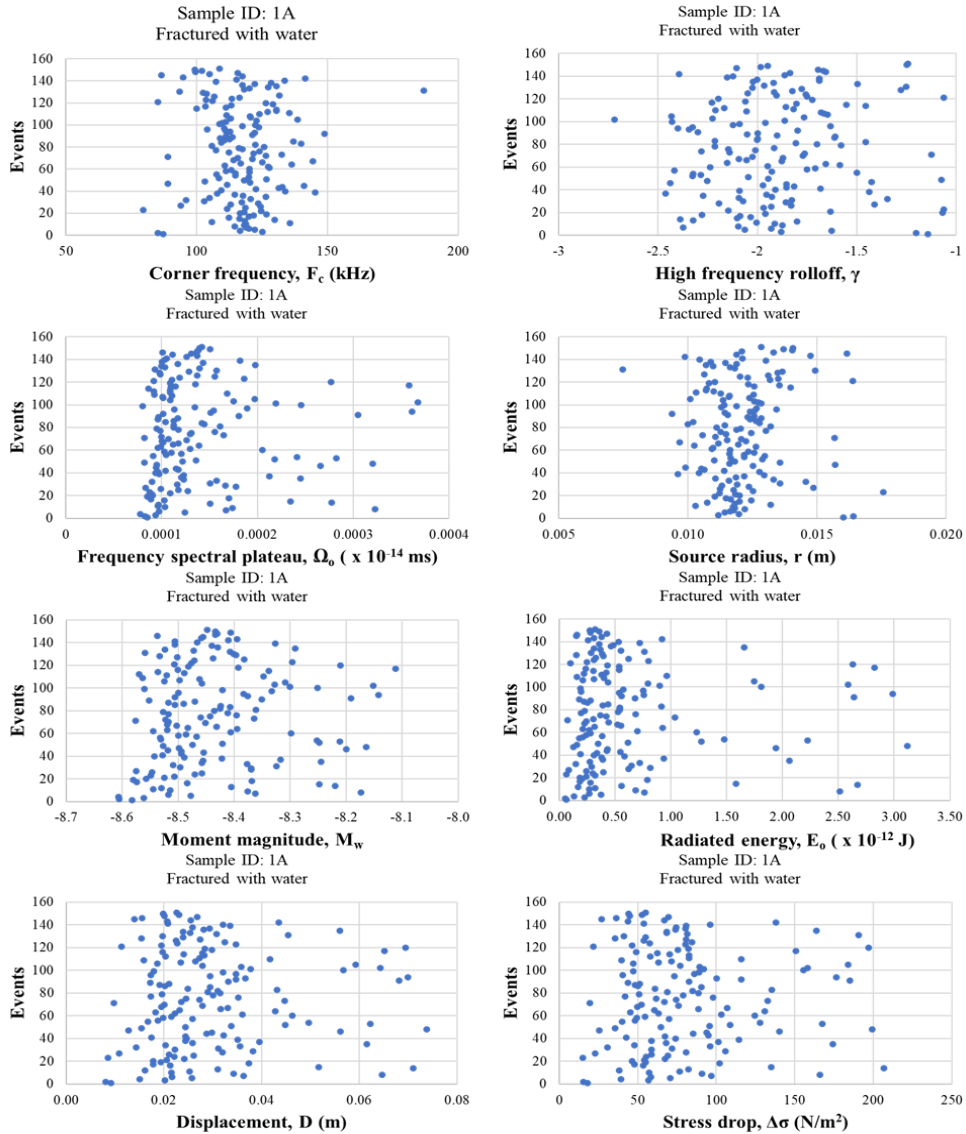 Sample ID: 1A
Fractured with water
160
140
120
100
80
60
40
20
0
Events
50 100 150 200
Corner frequency, Fc (kHz)
Sample ID: 1A
Fractured with water
160
140
120
100
80
60
40
20
0
Events
-3 -2.5 -2 -1.5 -1
High frequency rolloff, γ
Sample ID: 1A
Fractured with water
160
140
120
100
80
60
40
20
0
Events
0 0.0001 0.0002 0.0003 0.0004
Frequency spectral plateau, Ωo ( x 10-14 ms)
Sample ID: 1A
Fractured with water
160
140
120
100
80
60
40
20
0
Events
0.005 0.010 0.015 0.020
Source radius, r (m)
Sample ID: 1A
Fractured with water
160
140
120
100
80
60
40
20
0
Events
-8.7 -8.6 -8.5 -8.4 -8.3 -8.2 -8.1 -8.0
Moment magnitude, Mw
Sample ID: 1A
Fractured with water
160
140
120
100
80
60
40
20
0
Events
0.00 0.50 1.00 1.50 2.00 2.50 3.00 3.50
Radiated energy, Eo ( x 10-12 J)
Sample ID: 1A
Fractured with water
160
140
120
100
80
60
40
20
0
Events
0.00 0.02 0.04 0.06 0.08
Displacement, D (m)
Sample ID: 1A
Fractured with water
160
140
120
100
80
60
40
20
0
Events
0 50 100 150 200 250
Stress drop, Δσ (N/m2)